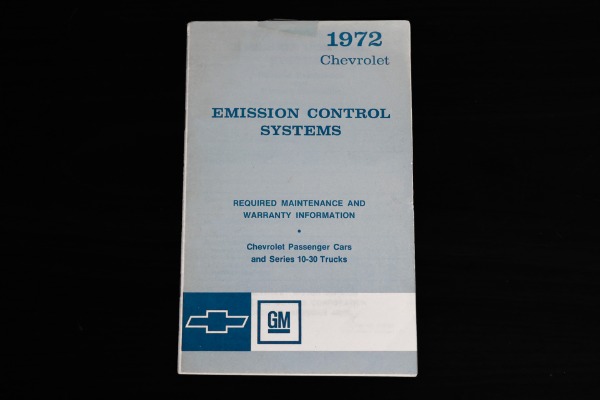 1972
Chevrolet
EMISSION CONTROL
SYSTEMS
REQUIRED MAINTENANCE AND
WARRANTY INFORMATION
•
Chevrolet Passenger Cars
and Series 10-30 Trucks
GM